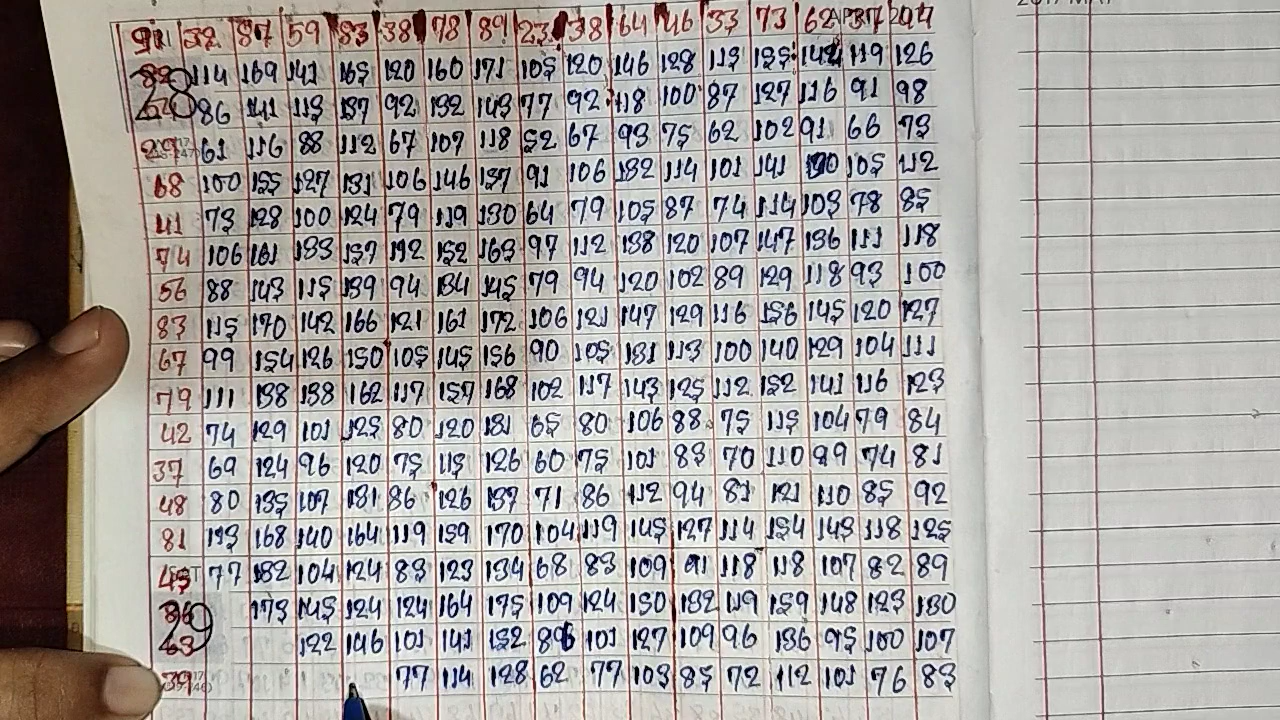 32 87 59 83 38 78 89 23 38 64 46 33 73 62 37 44
82 114 169 141 165 120 160 171 105 120 146 128 113 155 142 119 126
86 141 113 137 92 132 143 77 92 118 100 87 127 116 91 98
29 61 116 88 112 67 107 118 52 67 93 75 62 102 91 66 73
68 100 155 127 131 106 146 157 91 106 132 114 101 141 130 105 112
41 73 128 100 124 79 119 130 64 79 105 87 74 114 103 78 85
74 106 161 133 157 112 152 163 97 112 138 120 107 147 136 111 118
56 88 143 115 139 94 134 145 79 94 120 102 89 129 118 93 100
83 115 170 142 166 121 161 172 106 121 147 129 116 156 145 120 127
67 99 154 126 150 105 145 156 90 105 131 113 100 140 129 104 111
79 111 138 138 162 117 157 168 102 117 143 125 112 152 141 116 123
42 74 129 101 125 80 120 131 65 80 106 88 75 115 104 79 84
37 69 124 96 120 75 115 126 60 75 101 83 70 110 99 74 81
48 80 135 107 131 86 126 137 71 86 112 94 81 121 110 85 92
81 113 168 140 164 119 159 170 104 119 145 127 114 154 143 118 125
45 77 132 104 124 83 123 134 68 83 109 91 118 118 107 82 89
86 173 145 124 124 164 175 109 124 150 132 119 159 148 123 130
63 122 146 101 141 152 86 101 127 109 96 136 95 100 107
39 77 114 128 62 77 103 85 72 112 101 76 83